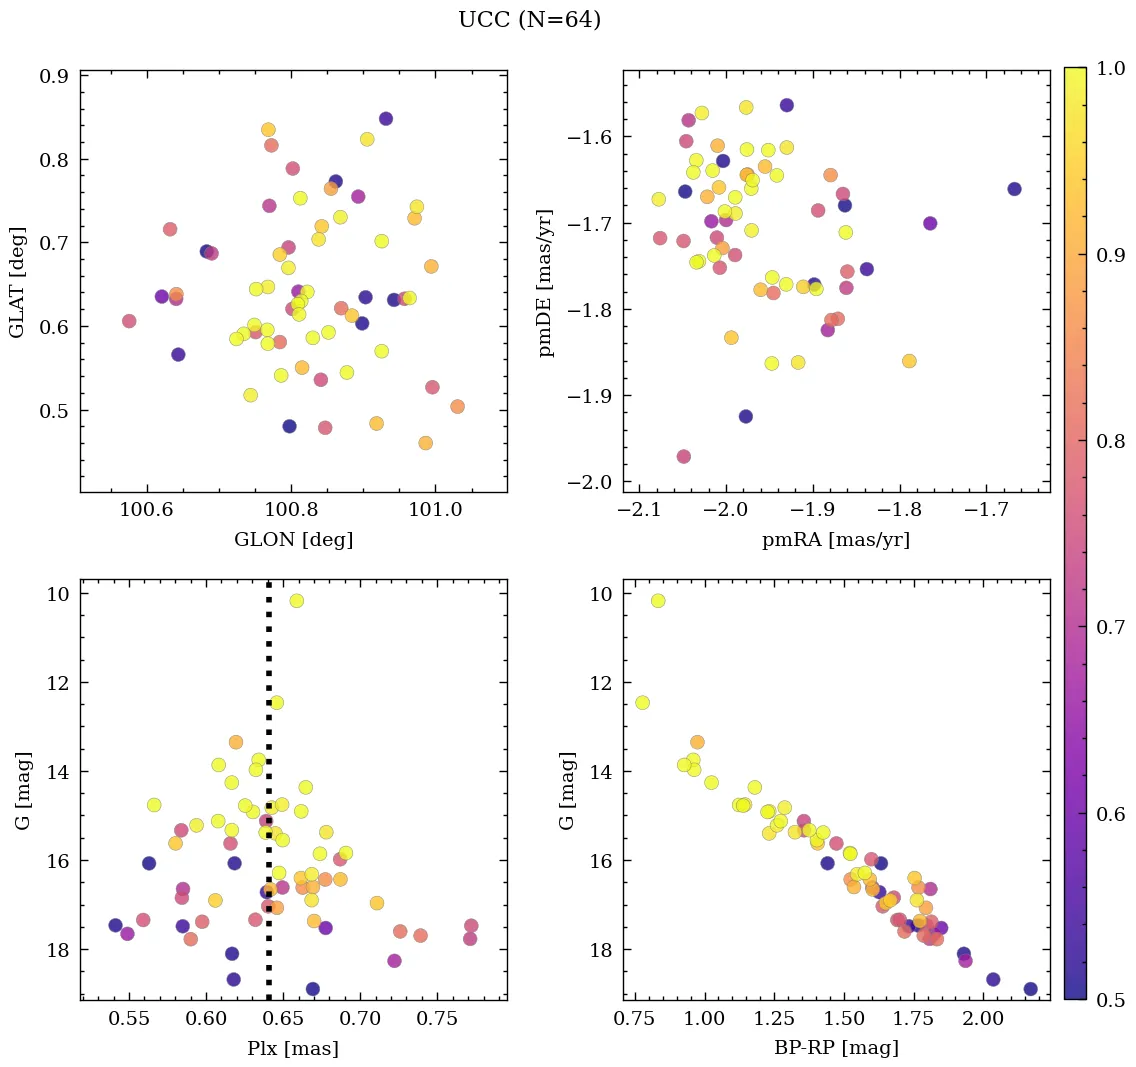 UCC (N=64)
0.9
0.8
0.7
0.6
0.5
GLAT [deg]
100.6 100.8 101.0
GLON [deg]
−1.6
−1.7
−1.8
−1.9
−2.0
pmDE [mas/yr]
−2.1 −2.0 −1.9 −1.8 −1.7
pmRA [mas/yr]
10
12
14
16
18
G [mag]
0.55 0.60 0.65 0.70 0.75
Plx [mas]
10
12
14
16
18
G [mag]
0.75 1.00 1.25 1.50 1.75 2.00
BP-RP [mag]
1.0
0.9
0.8
0.7
0.6
0.5